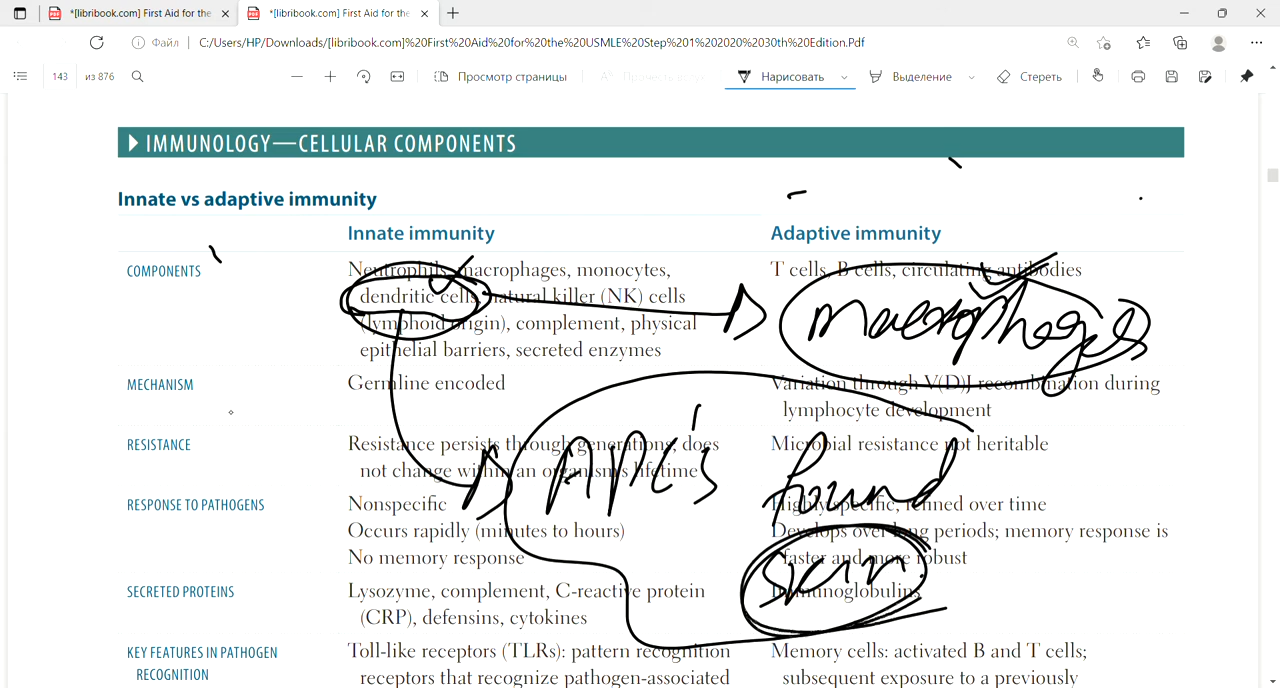 *[libribook.com] First Aid for the
*[libribook.com] First Aid for the
Файл C:/Users/HP/Downloads/[libribook.com]%20First%20Aid%20for%20the%20USMLE%20Step%201%202020%2030th%20Edition.Pdf
143 из 876 Просмотр страницы Нарисовать Выделение Стереть
IMMUNOLOGY—CELLULAR COMPONENTS
Innate vs adaptive immunity
Innate immunity Adaptive immunity
COMPONENTS Neutrophils, macrophages, monocytes, T cells, B cells, circulating antibodies
dendritic cells, natural killer (NK) cells
(lymphoid origin), complement, physical
macrophages
epithelial barriers, secreted enzymes
MECHANISM Germline encoded Variation through V(D)J recombination during
lymphocyte development
RESISTANCE Resistance persists through generations; does Microbial resistance not heritable
not change within an organism's lifetime
APC's found
RESPONSE TO PATHOGENS Nonspecific Highly specific, refined over time
Occurs rapidly (minutes to hours) Develops over long periods; memory response is
No memory response faster and more robust
SECRETED PROTEINS Lysozyme, complement, C-reactive protein Immunoglobulins
(CRP), defensins, cytokines
KEY FEATURES IN PATHOGEN Toll-like receptors (TLRs): pattern recognition Memory cells: activated B and T cells;
RECOGNITION receptors that recognize pathogen-associated subsequent exposure to a previously